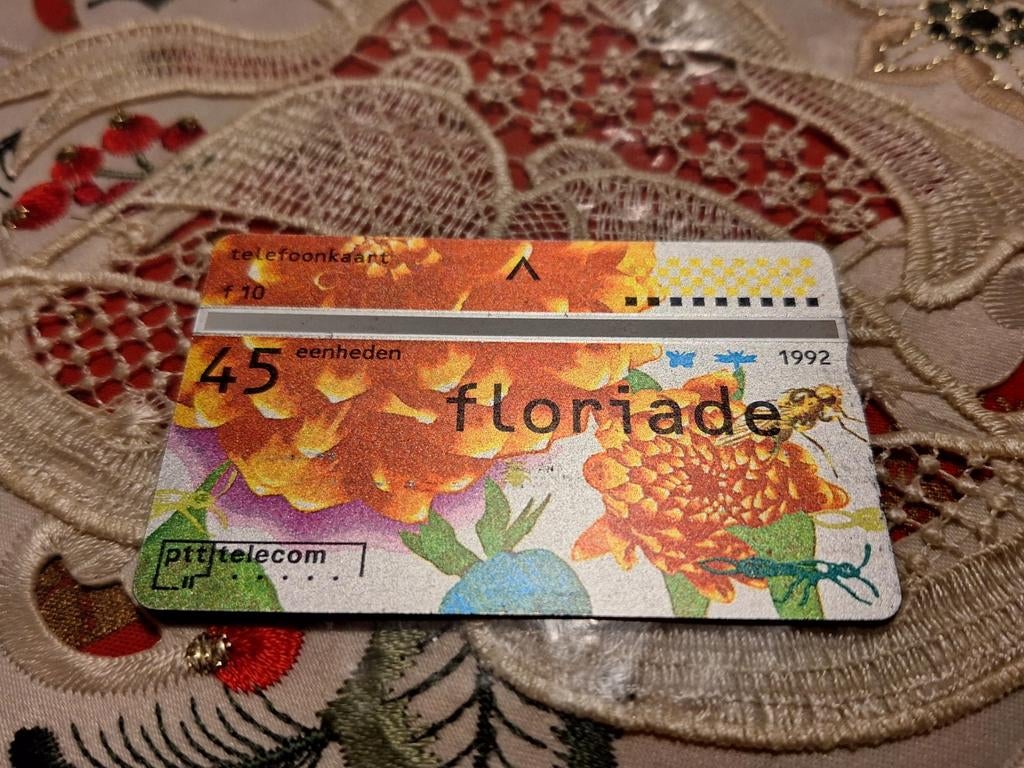 telefoonkaart
f 10
45 eenheden
1992
floriade
ptt telecom